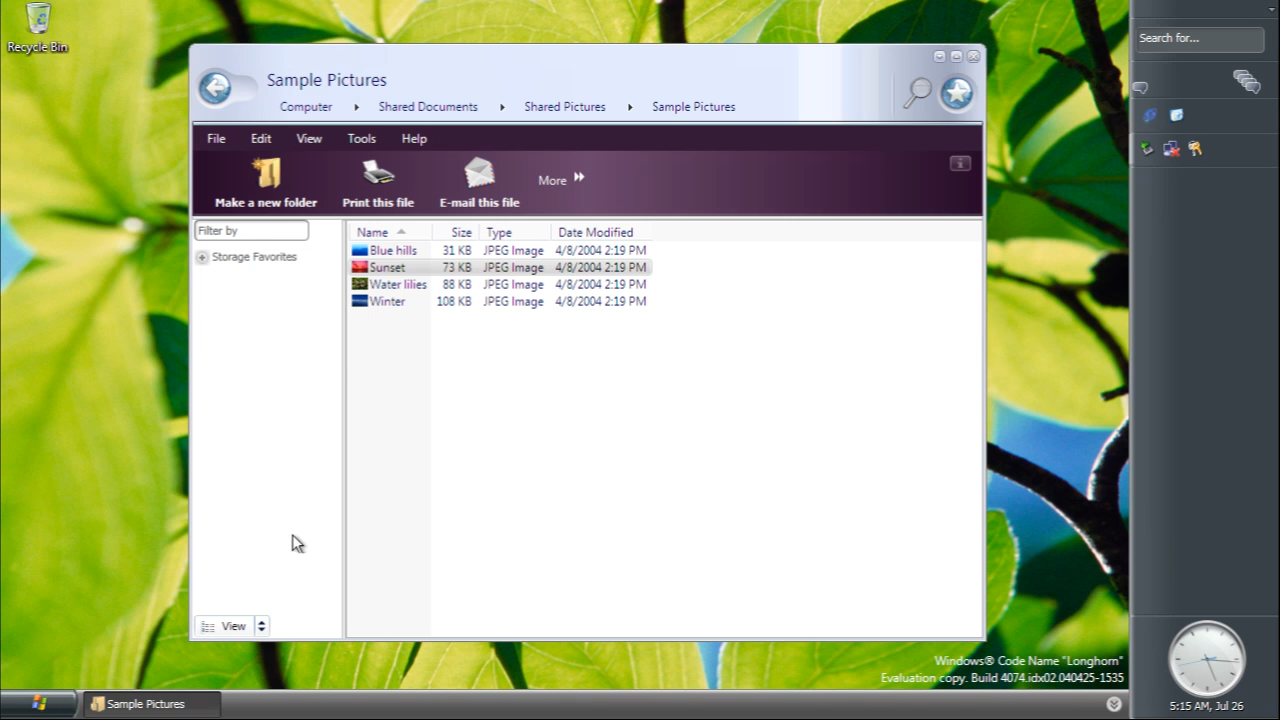 Recycle Bin
Search for...
Sample Pictures
Computer Shared Documents Shared Pictures Sample Pictures
File Edit View Tools Help
Make a new folder Print this file E-mail this file More
Filter by
Storage Favorites
Name Size Type Date Modified
Blue hills 31 KB JPEG Image 4/8/2004 2:19 PM
Sunset 73 KB JPEG Image 4/8/2004 2:19 PM
Water lilies 88 KB JPEG Image 4/8/2004 2:19 PM
Winter 108 KB JPEG Image 4/8/2004 2:19 PM
View
Windows® Code Name "Longhorn"
Evaluation copy. Build 4074.idx02.040425-1535
Sample Pictures
5:15 AM, Jul 26